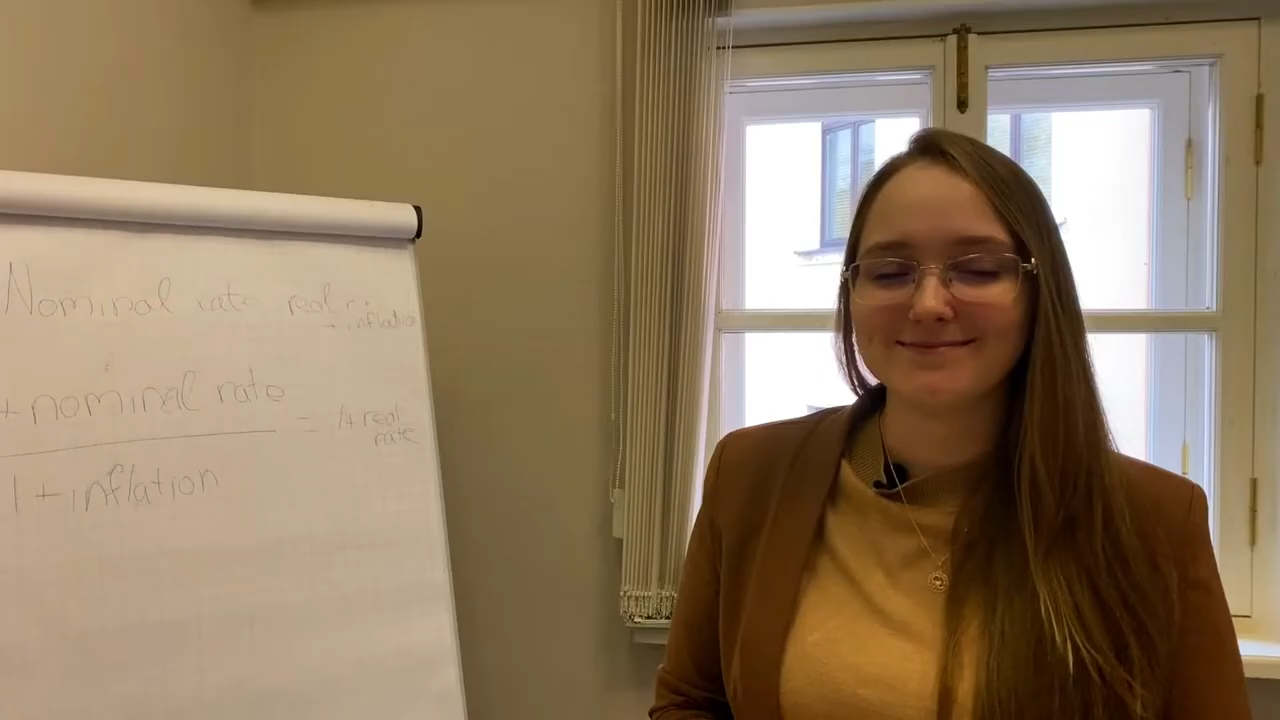 Nominal rate real r.
+ inflation
+ nominal rate
= 1+ real
rate
1 + inflation